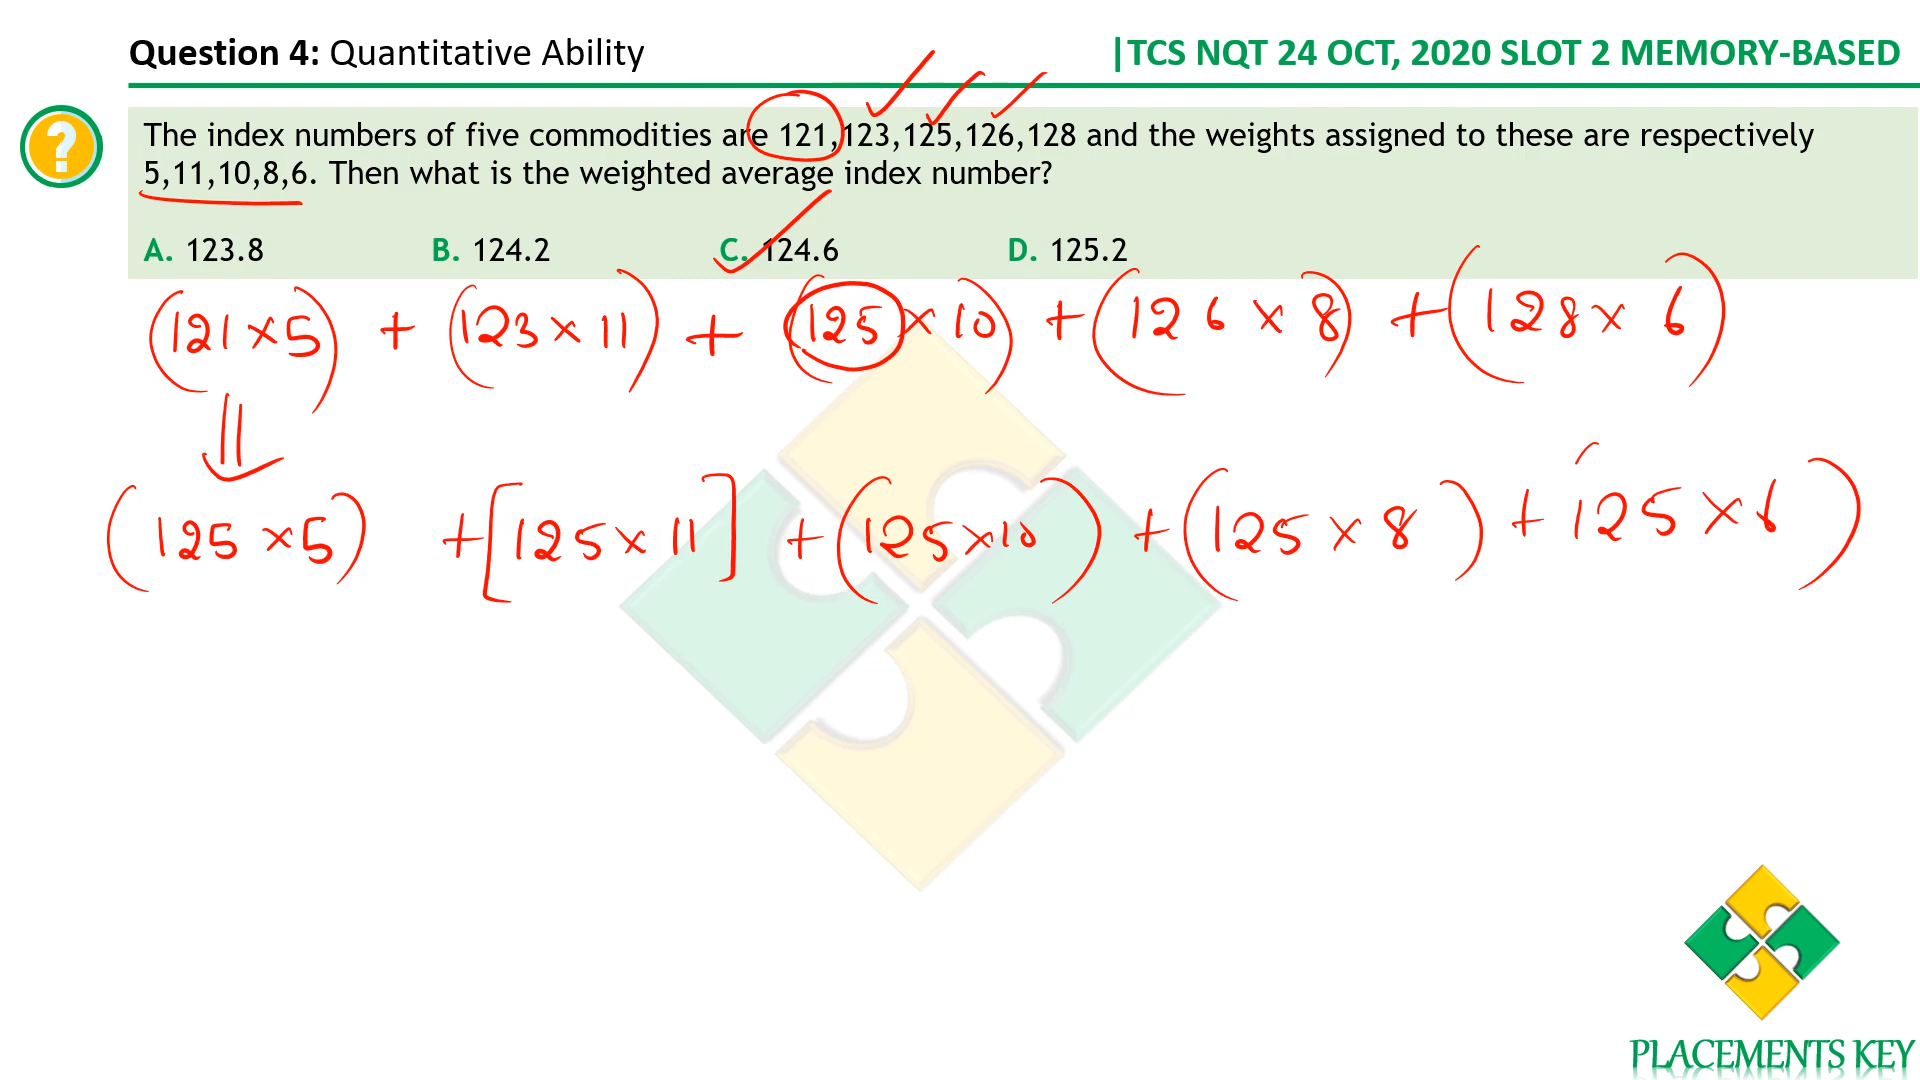 Question 4: Quantitative Ability |TCS NQT 24 OCT, 2020 SLOT 2 MEMORY-BASED
?
The index numbers of five commodities are 121,123,125,126,128 and the weights assigned to these are respectively
5,11,10,8,6. Then what is the weighted average index number?
A. 123.8 B. 124.2 C. 124.6 D. 125.2
(121 × 5) + (123 × 11) + (125 × 10) + (126 × 8) + (128 × 6)
(125 × 5) + [125 × 11] + (125 × 10) + (125 × 8) + 125 × 6)
PLACEMENTS KEY